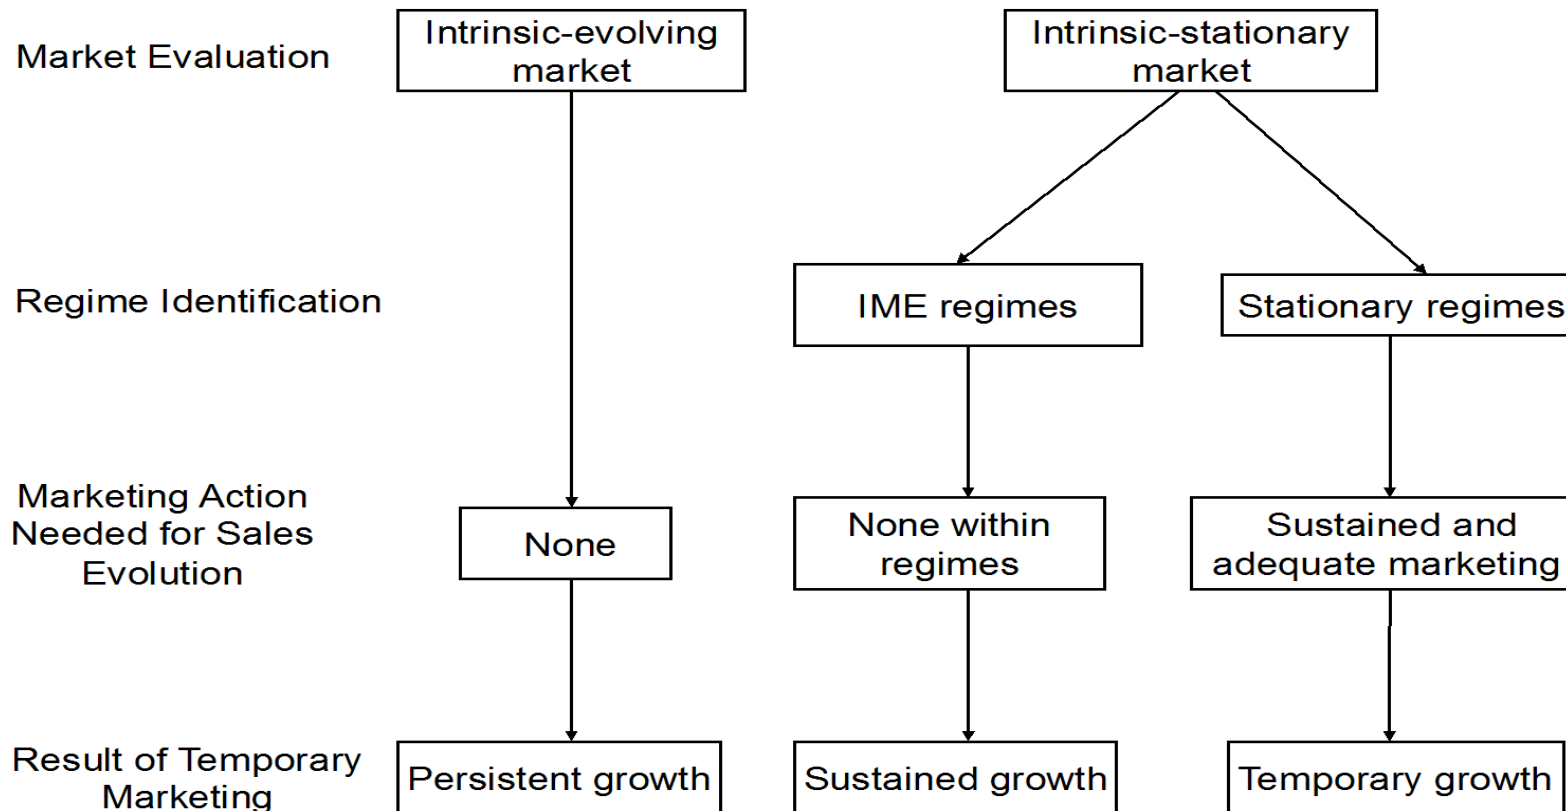 Market Evaluation
Intrinsic-evolving
market
Intrinsic-stationary
market
Regime Identification
IME regimes
Stationary regimes
Marketing Action
Needed for Sales
Evolution
None
None within
regimes
Sustained and
adequate marketing
Result of Temporary
Marketing
Persistent growth
Sustained growth
Temporary growth